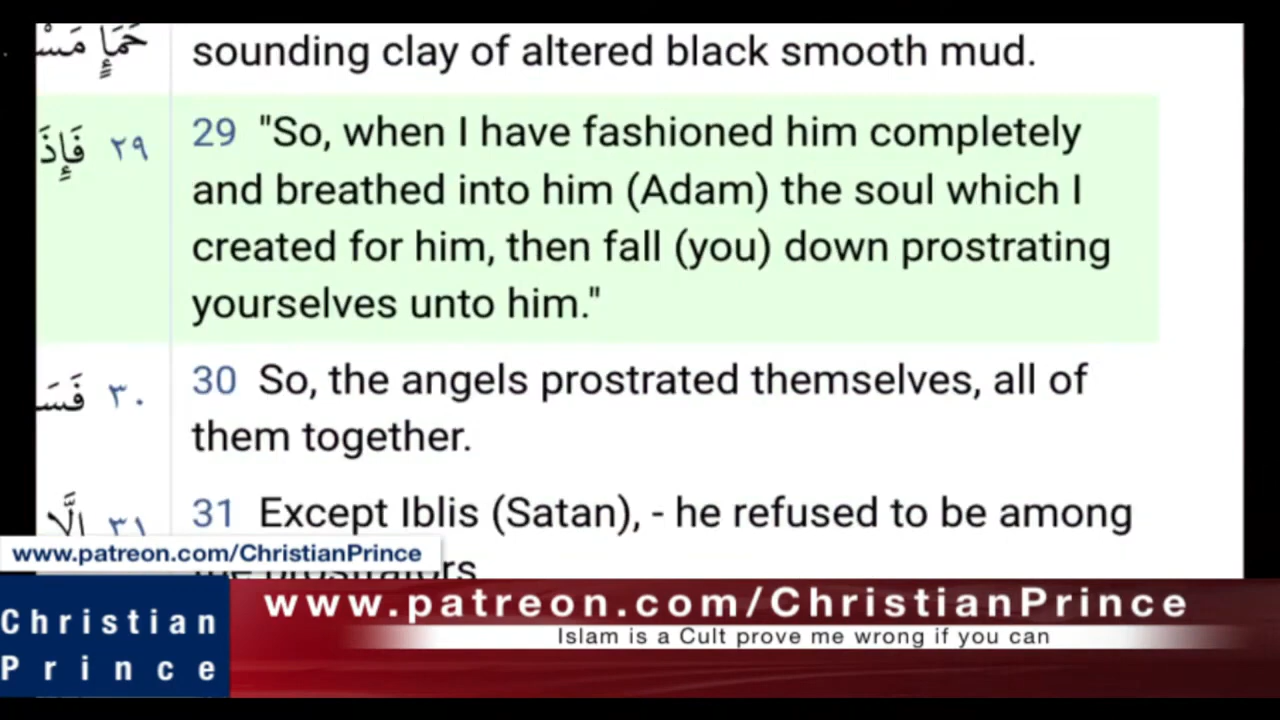 حَمَإٍ
sounding clay of altered black smooth mud.
٢٩
29 "So, when I have fashioned him completely
and breathed into him (Adam) the soul which I
created for him, then fall (you) down prostrating
yourselves unto him."
٣٠
30 So, the angels prostrated themselves, all of
them together.
إِلَّا ٣١
31 Except Iblis (Satan), - he refused to be among
the prostrators
www.patreon.com/ChristianPrince
Christian
Prince
www.patreon.com/ChristianPrince
Islam is a Cult prove me wrong if you can